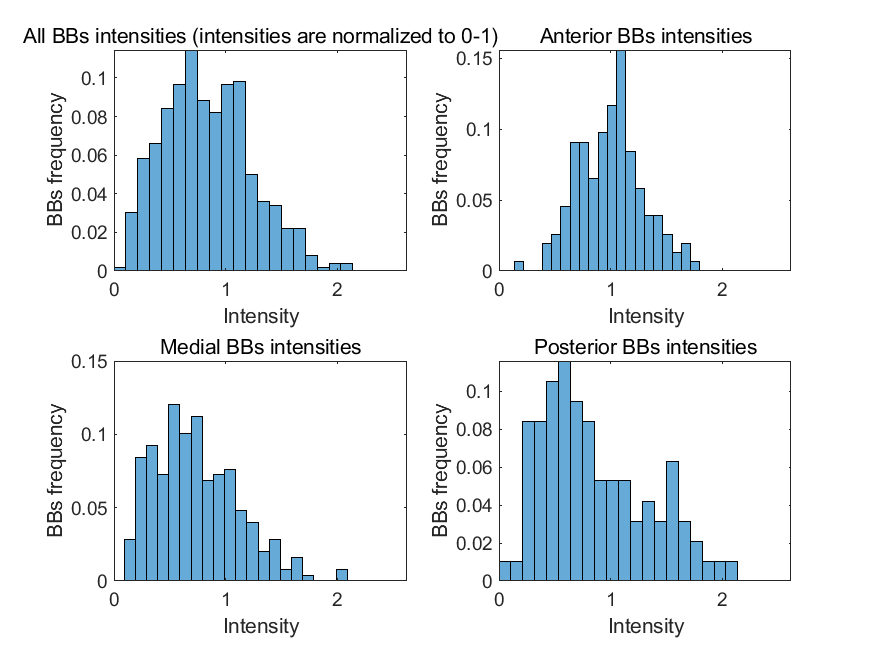 All BBs intensities (intensities are normalized to 0-1)
BBs frequency
0.1
0.08
0.06
0.04
0.02
0
0 1 2
Intensity
Anterior BBs intensities
BBs frequency
0.15
0.1
0.05
0
0 1 2
Intensity
Medial BBs intensities
BBs frequency
0.15
0.1
0.05
0
0 1 2
Intensity
Posterior BBs intensities
BBs frequency
0.1
0.08
0.06
0.04
0.02
0
0 1 2
Intensity